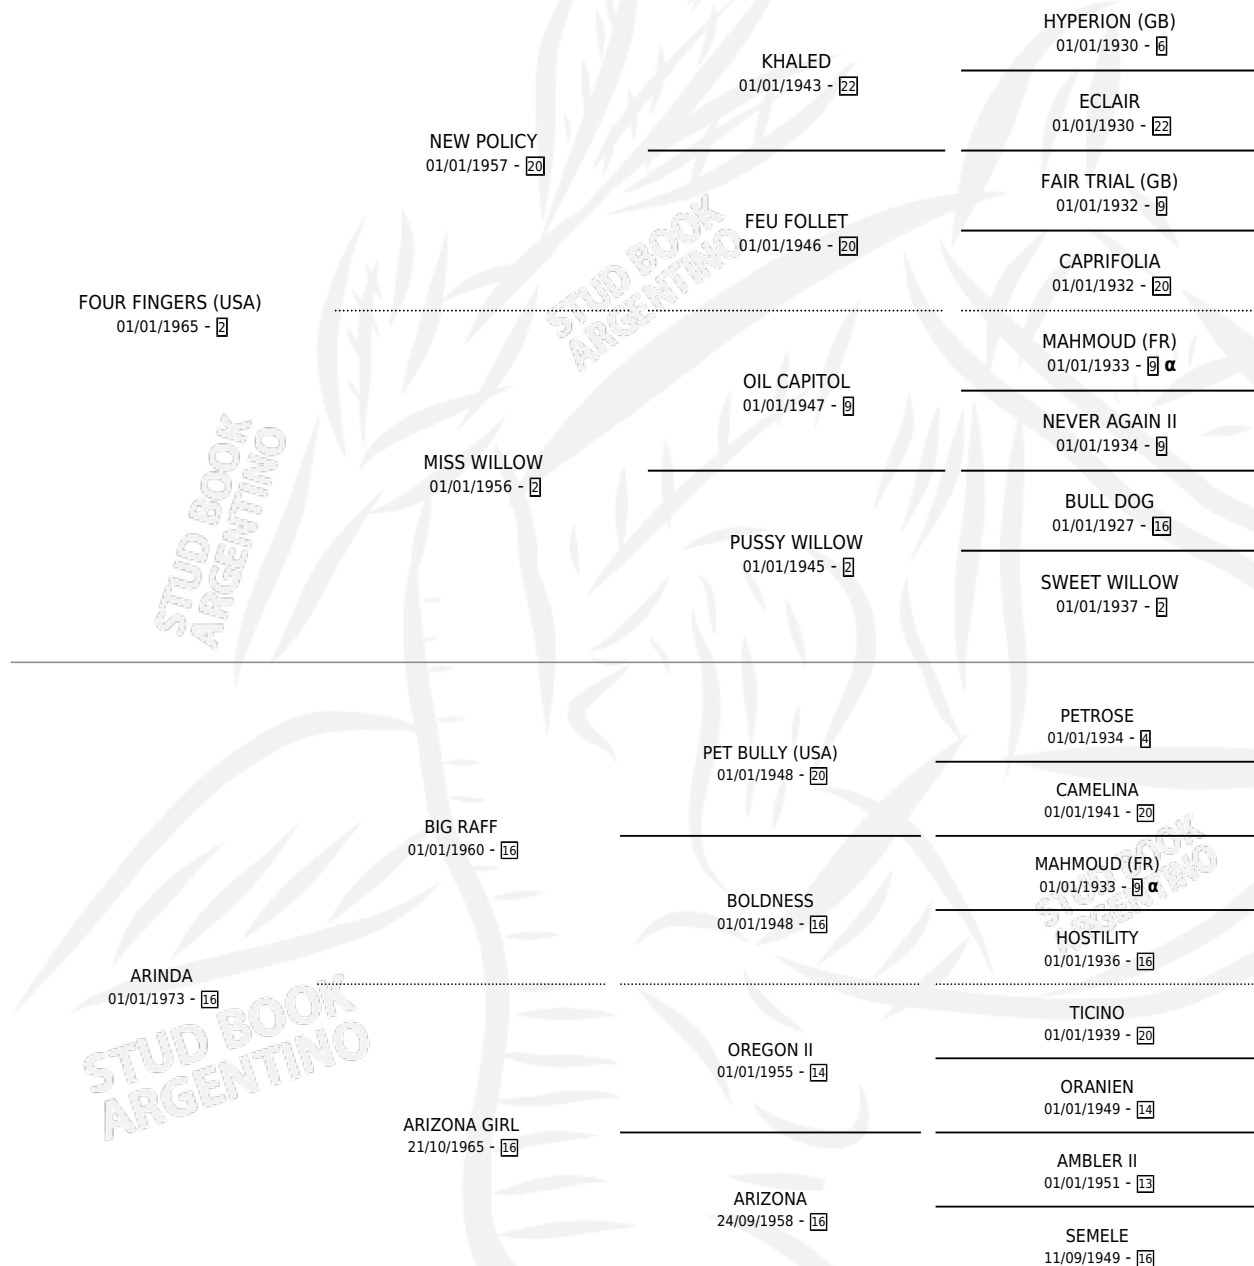 HYPERION (GB)
01/01/1930 - 6
KHALED
01/01/1943 - 22
ECLAIR
01/01/1930 - 22
NEW POLICY
01/01/1957 - 20
FAIR TRIAL (GB)
01/01/1932 - 9
FEU FOLLET
01/01/1946 - 20
CAPRIFOLIA
01/01/1932 - 20
FOUR FINGERS (USA)
01/01/1965 - 2
MAHMOUD (FR)
01/01/1933 - 9 α
OIL CAPITOL
01/01/1947 - 9
NEVER AGAIN II
01/01/1934 - 9
MISS WILLOW
01/01/1956 - 2
BULL DOG
01/01/1927 - 16
PUSSY WILLOW
01/01/1945 - 2
SWEET WILLOW
01/01/1937 - 2
STUD BOOK
ARGENTINO
STUD BOOK
ARGENTINO
PETROSE
01/01/1934 - 4
PET BULLY (USA)
01/01/1948 - 20
CAMELINA
01/01/1941 - 20
BIG RAFF
01/01/1960 - 16
MAHMOUD (FR)
01/01/1933 - 9 α
BOLDNESS
01/01/1948 - 16
HOSTILITY
01/01/1936 - 16
ARINDA
01/01/1973 - 16
TICINO
01/01/1939 - 20
OREGON II
01/01/1955 - 14
ORANIEN
01/01/1949 - 14
ARIZONA GIRL
21/10/1965 - 16
AMBLER II
01/01/1951 - 13
ARIZONA
24/09/1958 - 16
SEMELE
11/09/1949 - 16
STUD BOOK
ARGENTINO
STUD BOOK
ARGENTINO